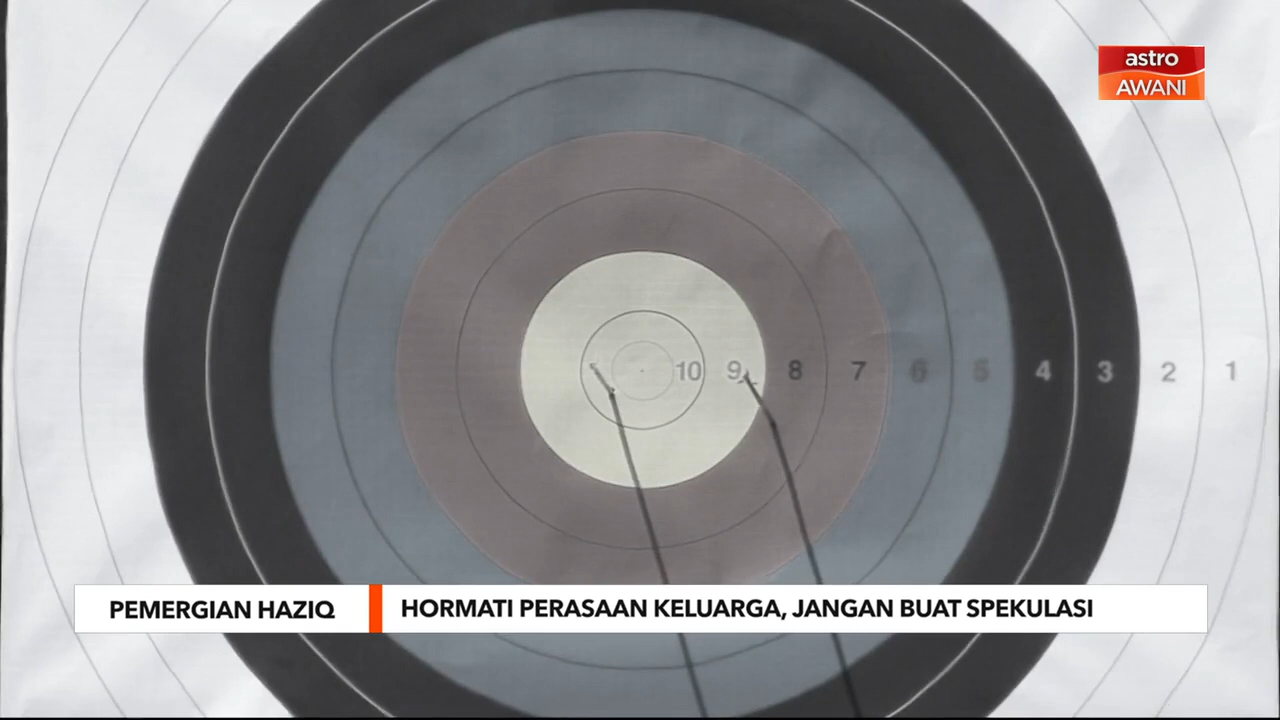 astro
AWANI
10 9 8 7 6 5 4 3 2 1
PEMERGIAN HAZIQ
HORMATI PERASAAN KELUARGA, JANGAN BUAT SPEKULASI